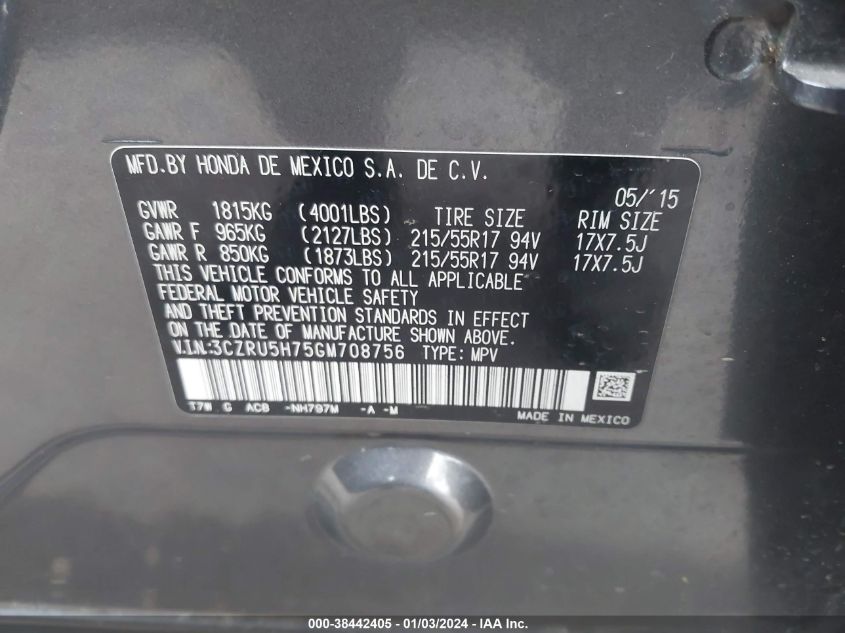 MFD.BY HONDA DE MEXICO S.A. DE C.V.
05/'15
GVWR 1815KG (4001LBS) TIRE SIZE RIM SIZE
GAWR F 965KG (2127LBS) 215/55R17 94V 17X7.5J
GAWR R 850KG (1873LBS) 215/55R17 94V 17X7.5J
THIS VEHICLE CONFORMS TO ALL APPLICABLE
FEDERAL MOTOR VEHICLE SAFETY
AND THEFT PREVENTION STANDARDS IN EFFECT
ON THE DATE OF MANUFACTURE SHOWN ABOVE.
V.I.N:3CZRU5H75GM708756 TYPE: MPV
T7W G ACB -NH797M -A -M
MADE IN MEXICO
000-38442405 - 01/03/2024 - IAA Inc.